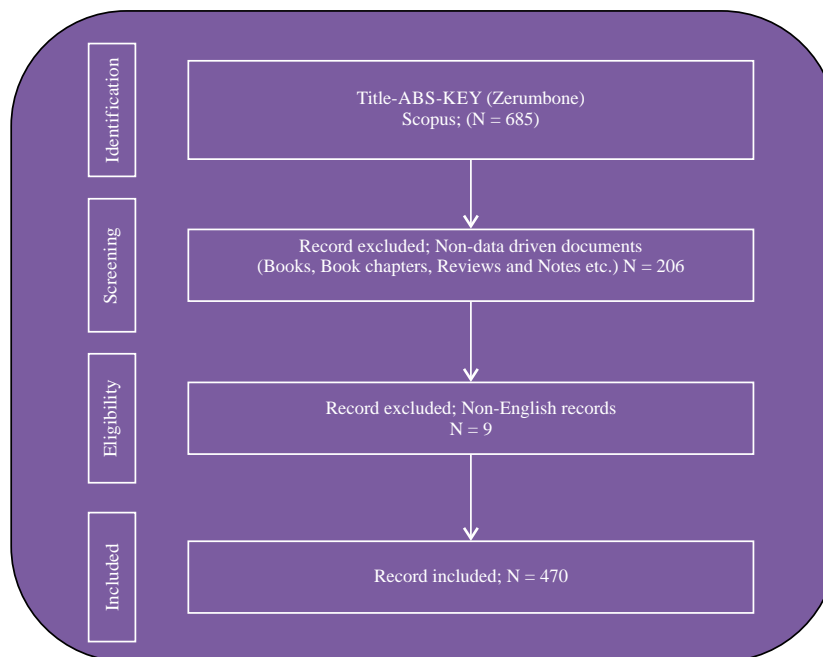 Identification
Title-ABS-KEY (Zerumbone)
Scopus; (N = 685)
Screening
Record excluded; Non-data driven documents
(Books, Book chapters, Reviews and Notes etc.) N = 206
Eligibility
Record excluded; Non-English records
N = 9
Included
Record included; N = 470